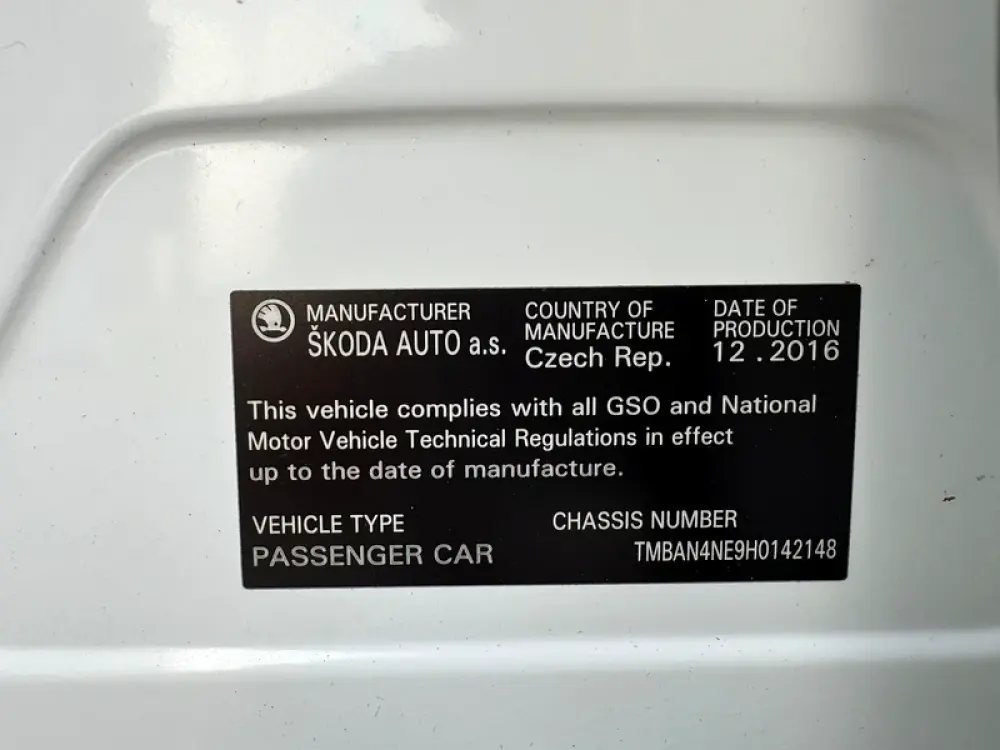 MANUFACTURER
ŠKODA AUTO a.s.
COUNTRY OF
MANUFACTURE
Czech Rep.
DATE OF
PRODUCTION
12 . 2016
This vehicle complies with all GSO and National
Motor Vehicle Technical Regulations in effect
up to the date of manufacture.
VEHICLE TYPE
PASSENGER CAR
CHASSIS NUMBER
TMBAN4NE9H0142148